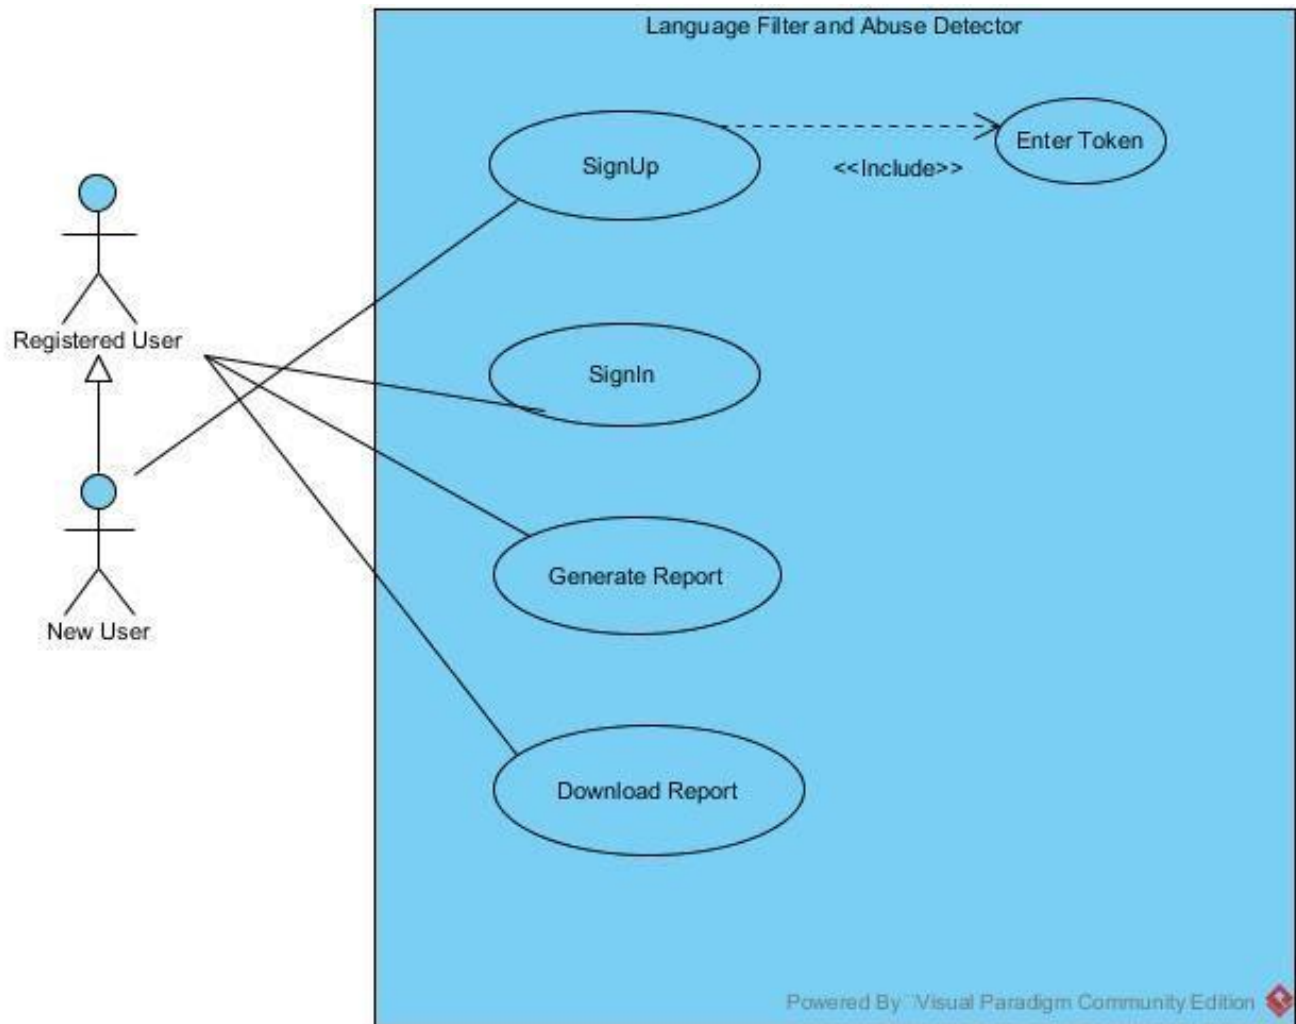 Language Filter and Abuse Detector
SignUp
<<Include>>
Enter Token
Registered User
SignIn
Generate Report
New User
Download Report
Powered By Visual Paradigm Community Edition